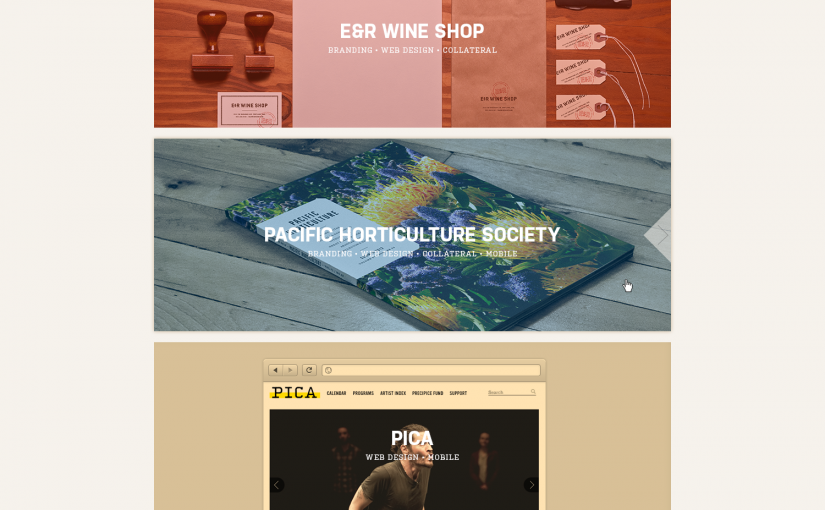 E&R WINE SHOP
BRANDING • WEB DESIGN • COLLATERAL
E&R WINE SHOP
E&R WINE SHOP
PACIFIC
PACIFIC HORTICULTURE SOCIETY
BRANDING • WEB DESIGN • COLLATERAL • MOBILE
PICA
CALENDAR PROGRAMS ARTIST INDEX PRECIPICE FUND SUPPORT
Search
PICA
WEB DESIGN • MOBILE